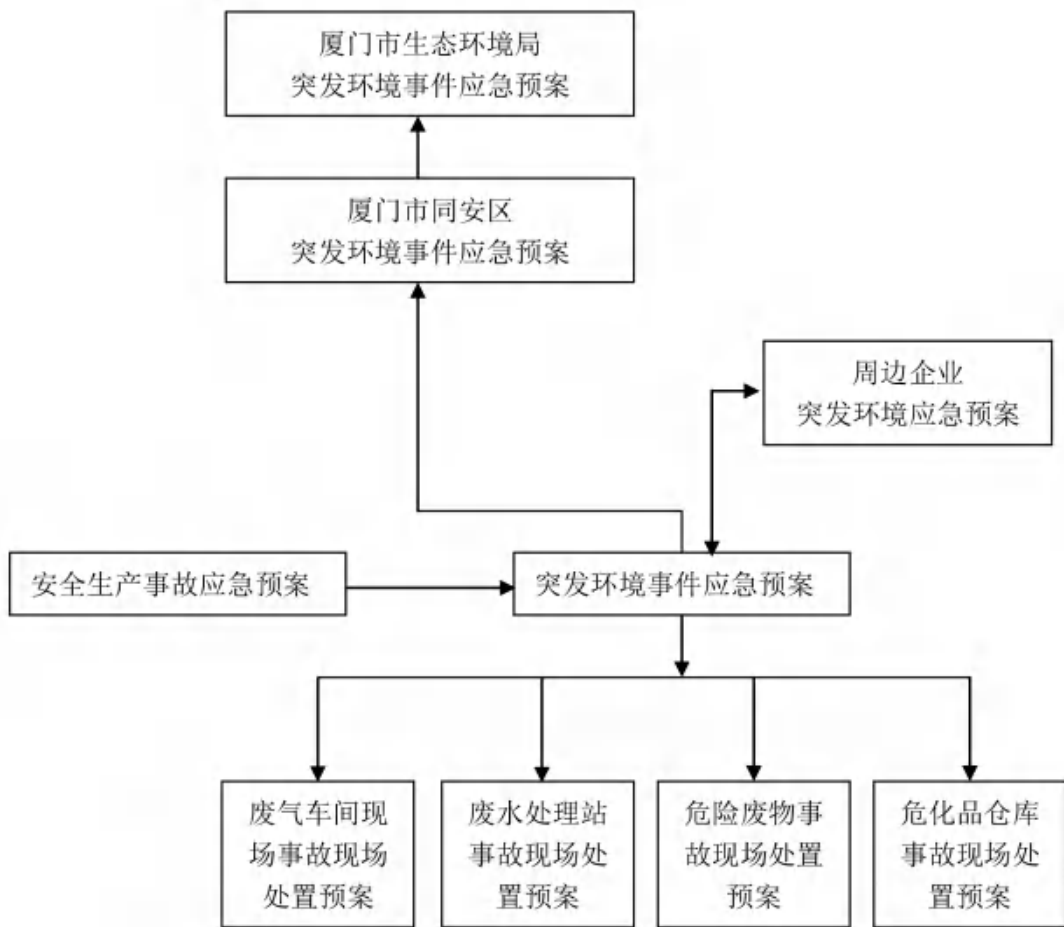 厦门市生态环境局
突发环境事件应急预案
厦门市同安区
突发环境事件应急预案
周边企业
突发环境应急预案
安全生产事故应急预案
突发环境事件应急预案
废气车间现
场事故现场
处置预案
废水处理站
事故现场处
置预案
危险废物事
故现场处置
预案
危化品仓库
事故现场处
置预案